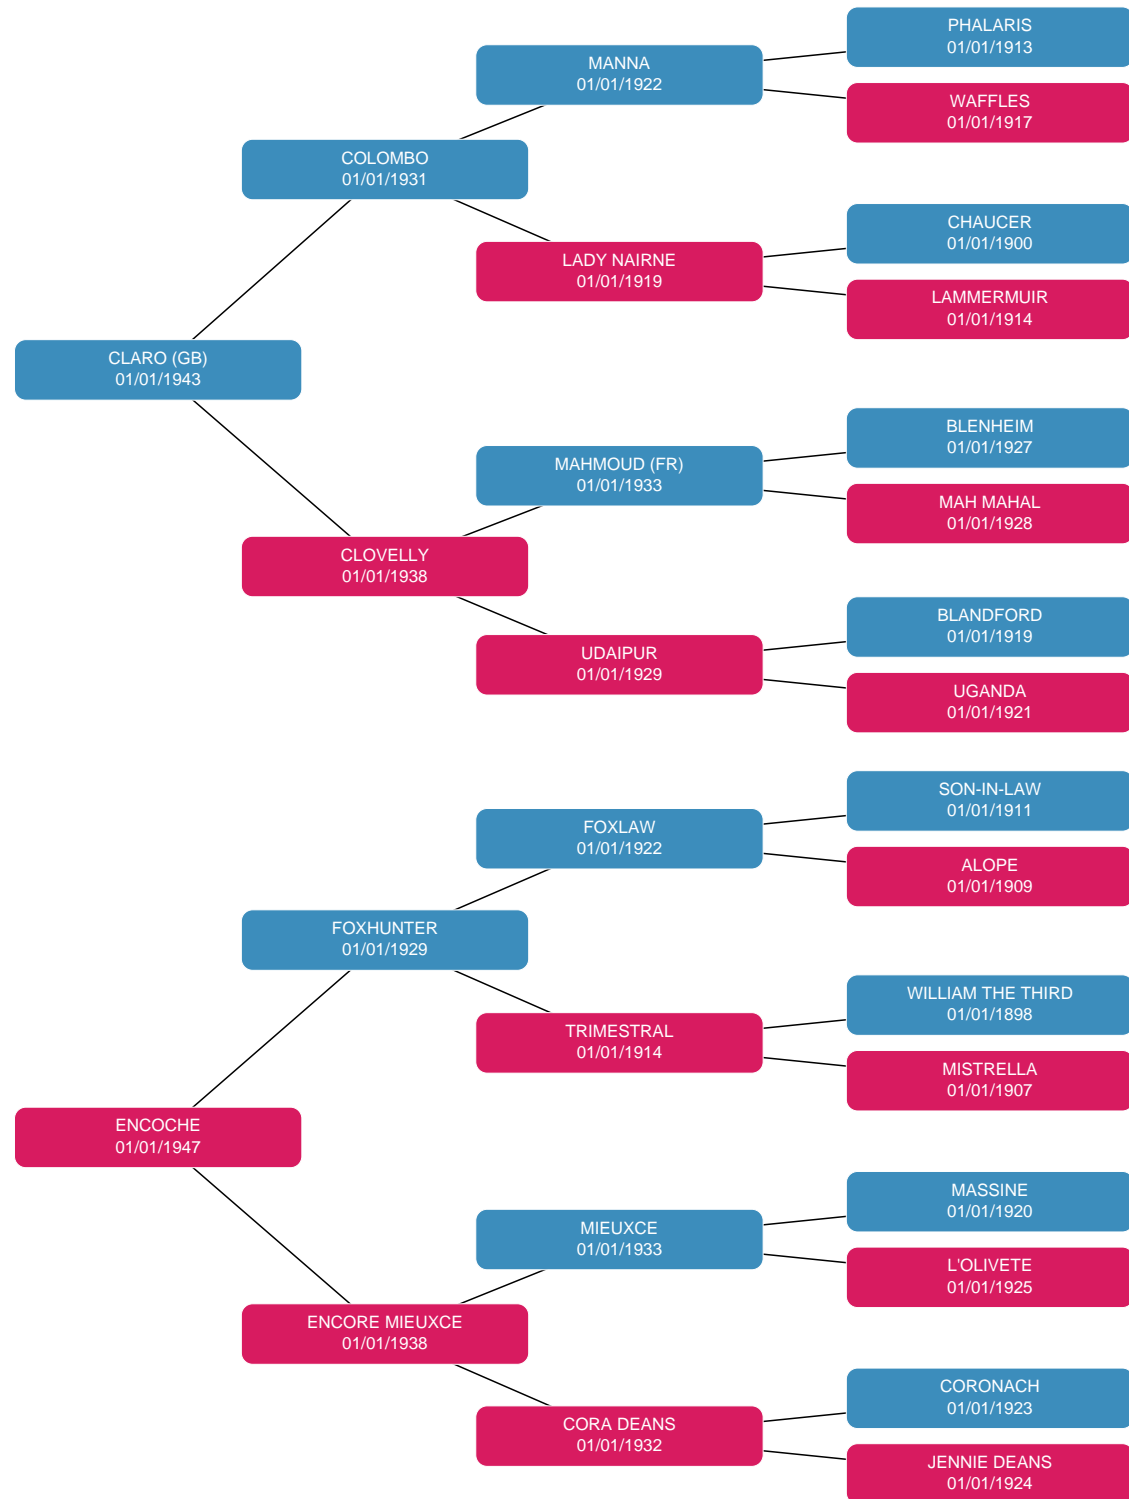 PHALARIS
01/01/1913
MANNA
01/01/1922
WAFFLES
01/01/1917
COLOMBO
01/01/1931
CHAUCER
01/01/1900
LADY NAIRNE
01/01/1919
LAMMERMUIR
01/01/1914
CLARO (GB)
01/01/1943
BLENHEIM
01/01/1927
MAHMOUD (FR)
01/01/1933
MAH MAHAL
01/01/1928
CLOVELLY
01/01/1938
BLANDFORD
01/01/1919
UDAIPUR
01/01/1929
UGANDA
01/01/1921
SON-IN-LAW
01/01/1911
FOXLAW
01/01/1922
ALOPE
01/01/1909
FOXHUNTER
01/01/1929
WILLIAM THE THIRD
01/01/1898
TRIMESTRAL
01/01/1914
MISTRELLA
01/01/1907
ENCOCHE
01/01/1947
MASSINE
01/01/1920
MIEUXCE
01/01/1933
L'OLIVETE
01/01/1925
ENCORE MIEUXCE
01/01/1938
CORONACH
01/01/1923
CORA DEANS
01/01/1932
JENNIE DEANS
01/01/1924